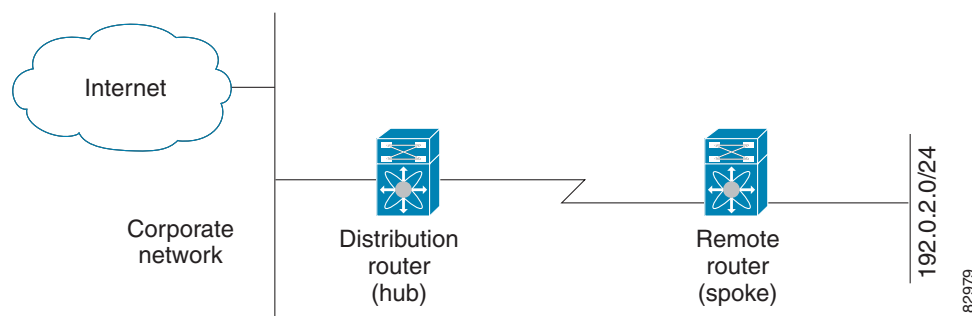 Internet
Corporate
network
Distribution
router
(hub)
Remote
router
(spoke)
192.0.2.0/24
82979